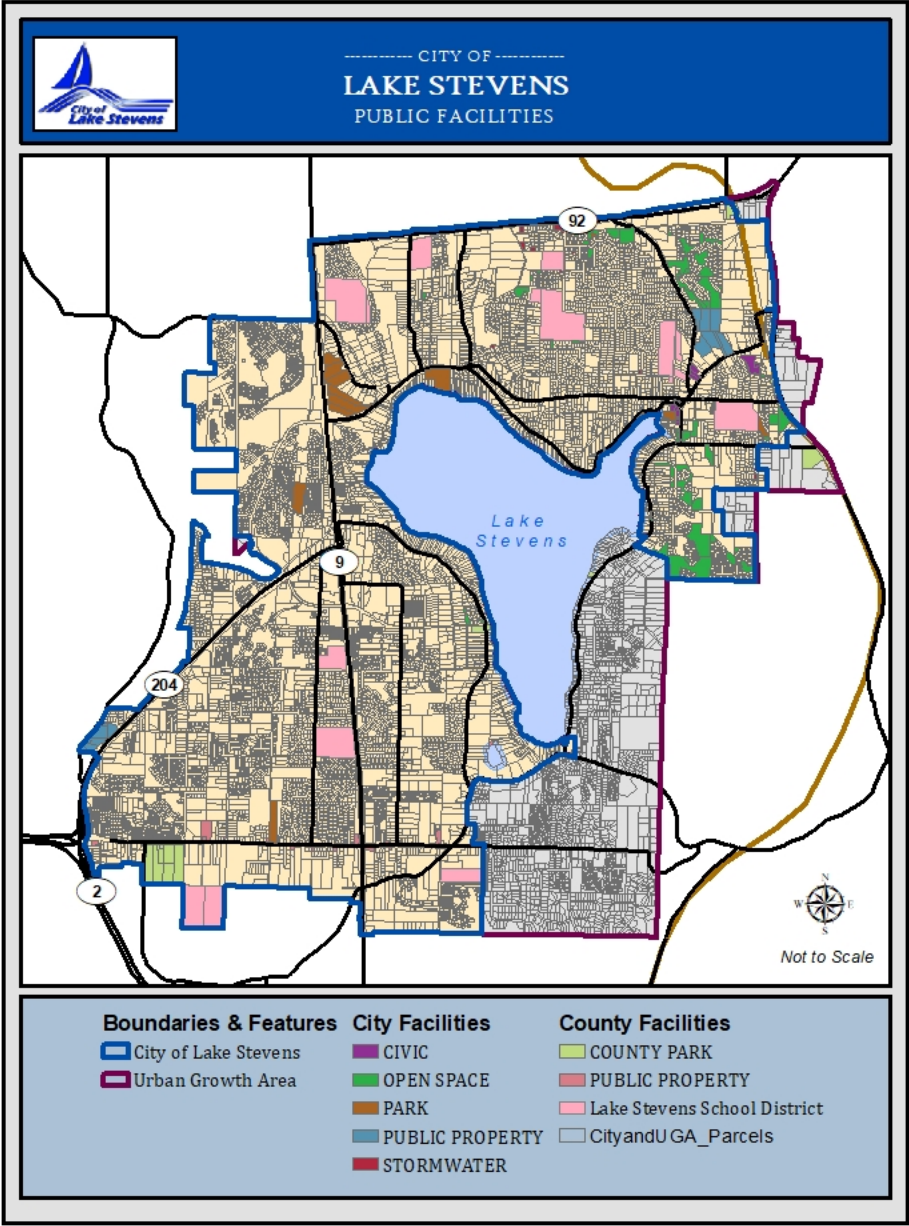 ------------ CITY OF ------------
LAKE STEVENS
PUBLIC FACILITIES
City of
Lake Stevens
92
Lake
Stevens
9
204
2
N
W E
S
Not to Scale
Boundaries & Features
City of Lake Stevens
Urban Growth Area
City Facilities
CIVIC
OPEN SPACE
PARK
PUBLIC PROPERTY
STORMWATER
County Facilities
COUNTY PARK
PUBLIC PROPERTY
Lake Stevens School District
CityandUGA_Parcels